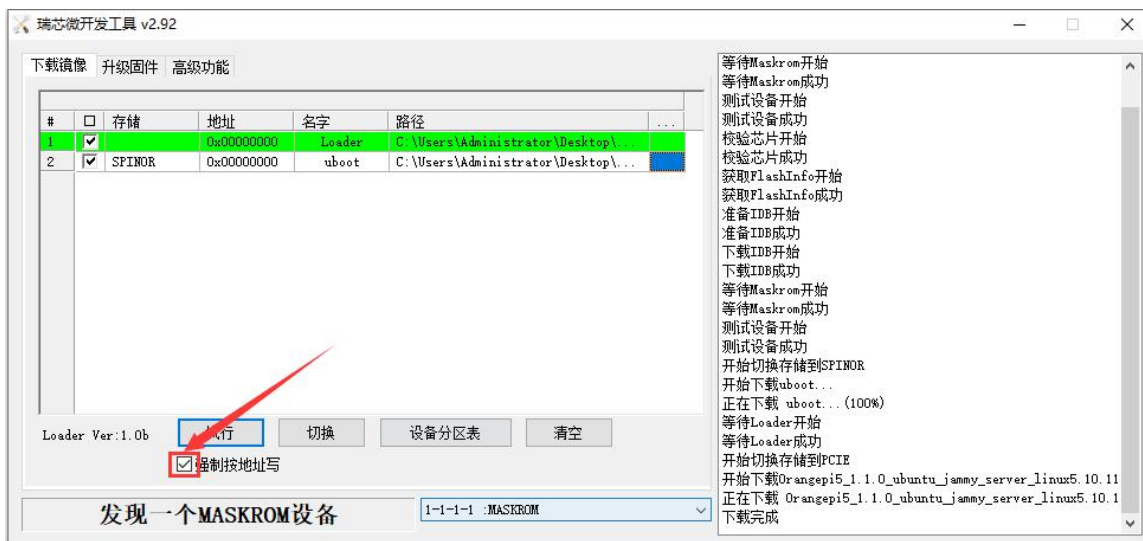 瑞芯微开发工具 v2.92
下载镜像 升级固件 高级功能
# 存储 地址 名字 路径 ...
1 0x00000000 Loader C:\Users\Administrator\Desktop\...
2 SPINOR 0x00000000 uboot C:\Users\Administrator\Desktop\...
Loader Ver:1.0b 执行 切换 设备分区表 清空
强制按地址写
发现一个MASKROM设备 1-1-1-1 :MASKROM
等待Maskrom开始
等待Maskrom成功
测试设备开始
测试设备成功
校验芯片开始
校验芯片成功
获取FlashInfo开始
获取FlashInfo成功
准备IDB开始
准备IDB成功
下载IDB开始
下载IDB成功
等待Maskrom开始
等待Maskrom成功
测试设备开始
测试设备成功
开始切换存储到SPINOR
开始下载uboot...
正在下载 uboot...(100%)
等待Loader开始
等待Loader成功
开始切换存储到PCIE
开始下载Orangepi5_1.1.0_ubuntu_jammy_server_linux5.10.11
正在下载 Orangepi5_1.1.0_ubuntu_jammy_server_linux5.10.1
下载完成